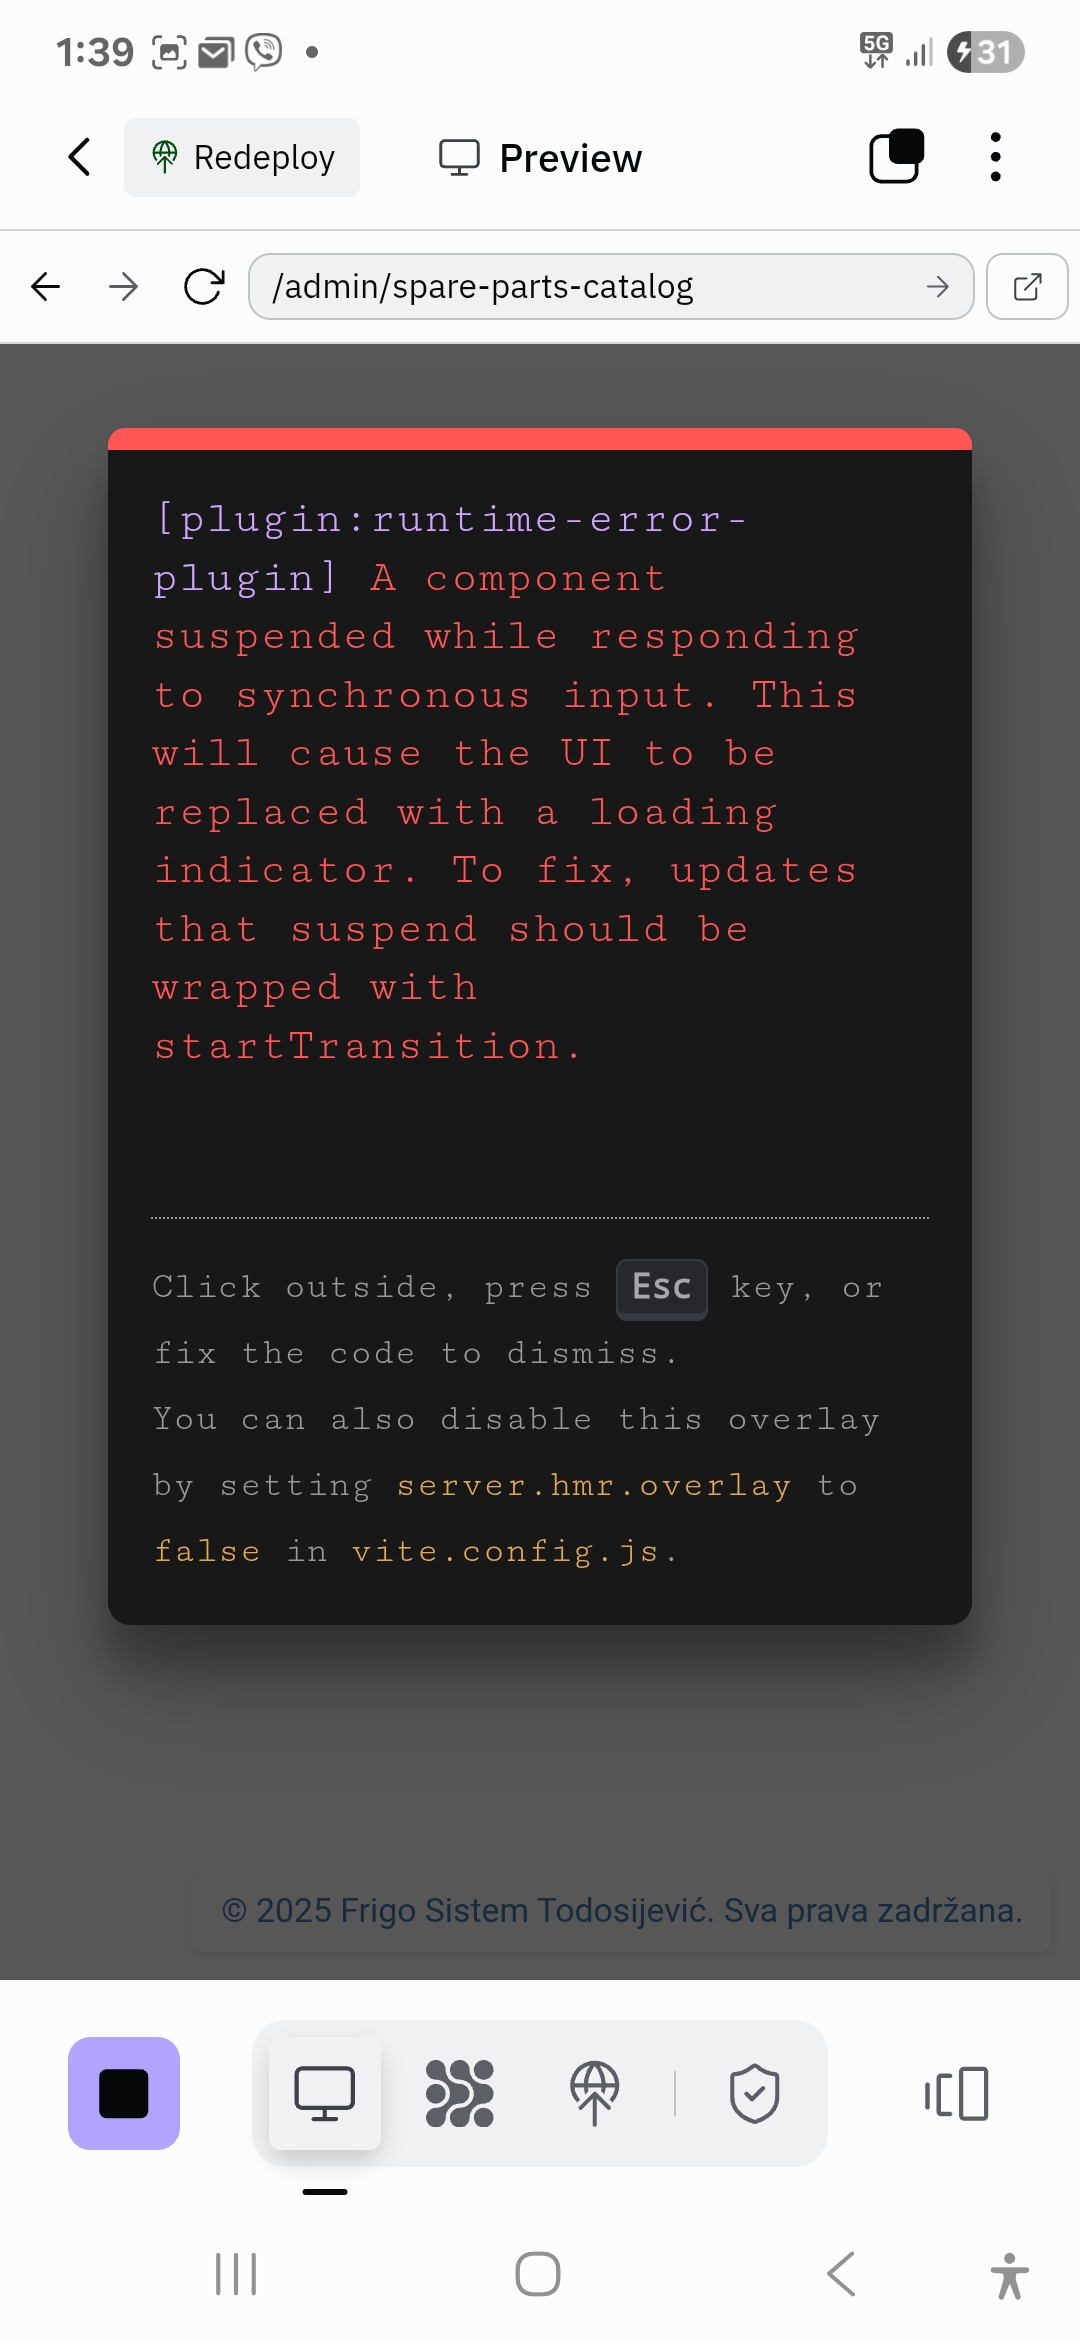 1:39
5G
31
Redeploy
Preview
/admin/spare-parts-catalog
[plugin:runtime-error-
plugin] A component
suspended while responding
to synchronous input. This
will cause the UI to be
replaced with a loading
indicator. To fix, updates
that suspend should be
wrapped with
startTransition.
Click outside, press Esc key, or
fix the code to dismiss.
You can also disable this overlay
by setting server.hmr.overlay to
false in vite.config.js.
© 2025 Frigo Sistem Todosijević. Sva prava zadržana.